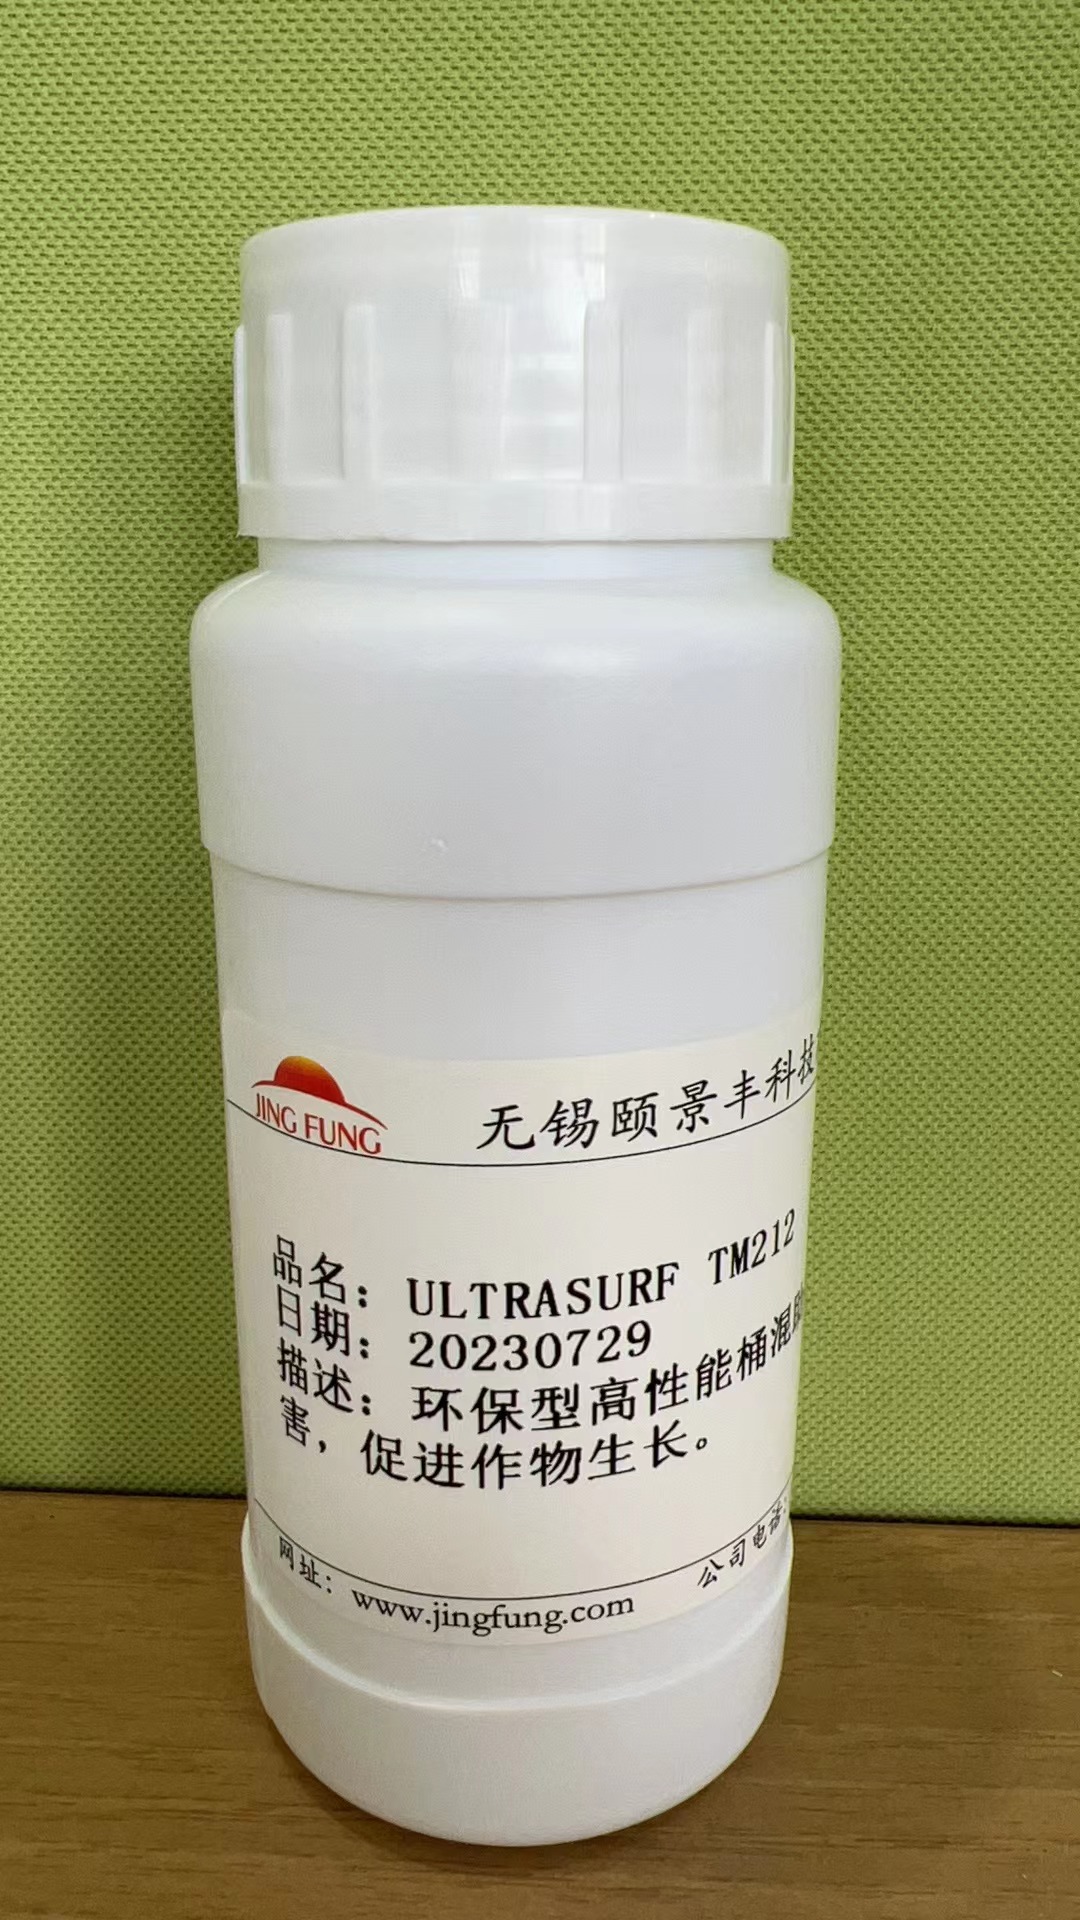 JING FUNG
无锡颐景丰科技
品名：ULTRASURF TM212
日期：20230729
描述：环保型高性能桶混
害，促进作物生长。
网址：www.jingfung.com
公司电话：